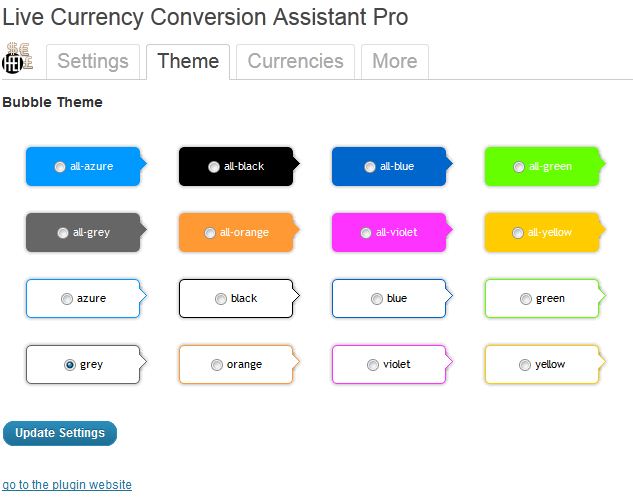 Live Currency Conversion Assistant Pro
Settings Theme Currencies More
Bubble Theme
all-azure all-black all-blue all-green
all-grey all-orange all-violet all-yellow
azure black blue green
grey orange violet yellow
Update Settings
go to the plugin website